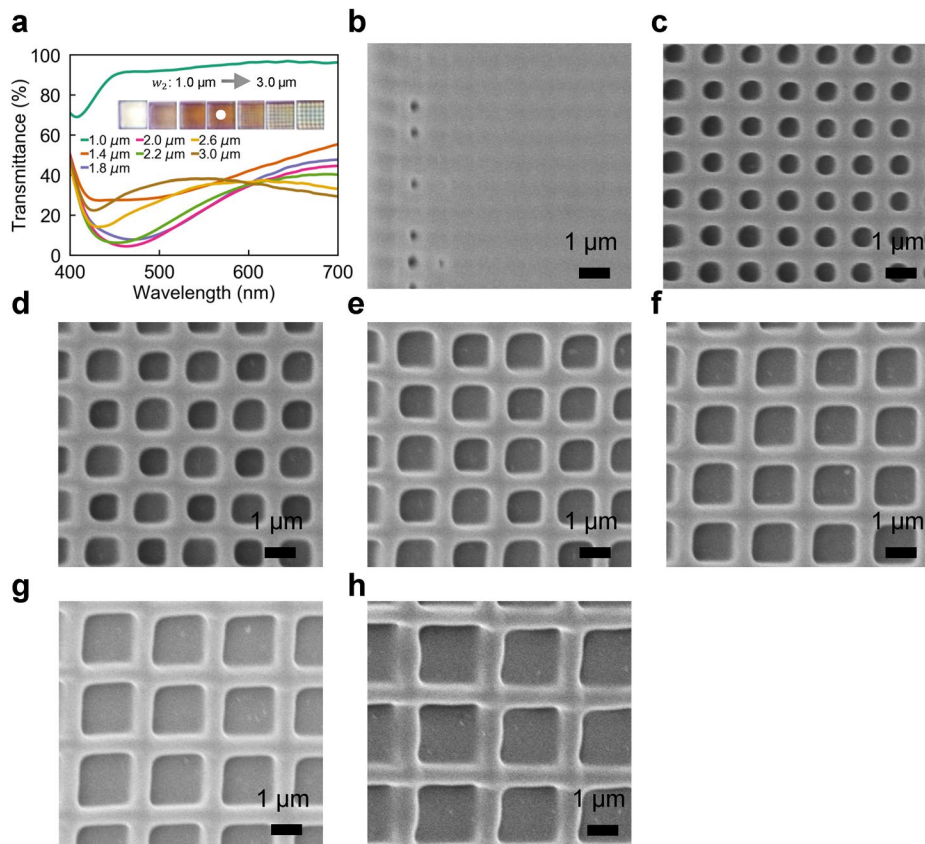 a
b
c
100
80
60
40
20
0
Transmittance (%)
w₂: 1.0 µm
3.0 µm
1.0 µm
2.0 µm
2.6 µm
1.4 µm
2.2 µm
3.0 µm
1.8 µm
400
500
600
700
Wavelength (nm)
1 µm
1 µm
d
e
f
1 µm
1 µm
1 µm
g
h
1 µm
1 µm